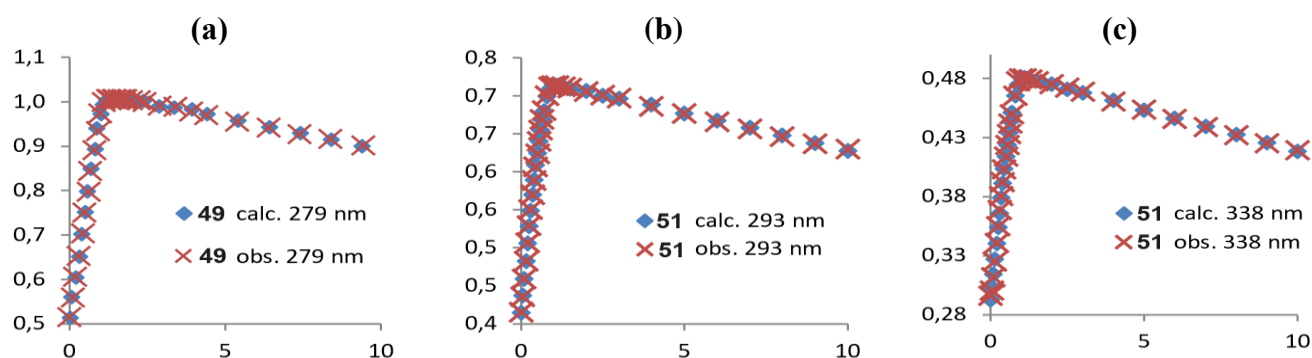 (a)
1,1
1,0
0,9
0,8
0,7
0,6
0,5
0 5 10
49 calc. 279 nm
49 obs. 279 nm
(b)
0,8
0,7
0,7
0,6
0,6
0,5
0,5
0,4
0 5 10
51 calc. 293 nm
51 obs. 293 nm
(c)
0,48
0,43
0,38
0,33
0,28
0 5 10
51 calc. 338 nm
51 obs. 338 nm